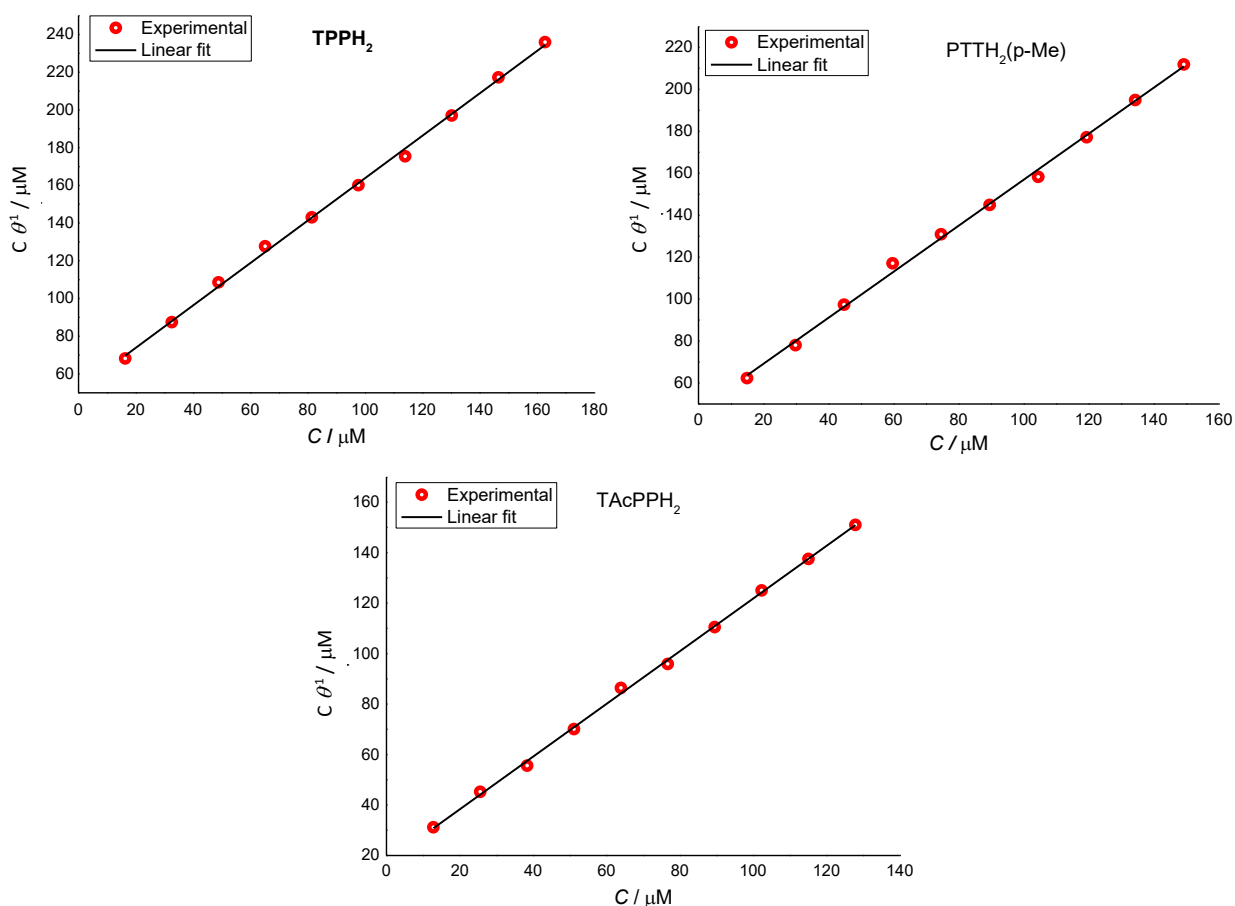 Experimental
Linear fit
TPPH₂
240
220
200
180
160
140
120
100
80
60
C θ¹ / μM
0 20 40 60 80 100 120 140 160 180
C / μM
Experimental
Linear fit
PTTH₂(p-Me)
220
200
180
160
140
120
100
80
60
C θ¹ / μM
0 20 40 60 80 100 120 140 160
C / μM
Experimental
Linear fit
TAcPPH₂
160
140
120
100
80
60
40
20
C θ¹ / μM
0 20 40 60 80 100 120 140
C / μM